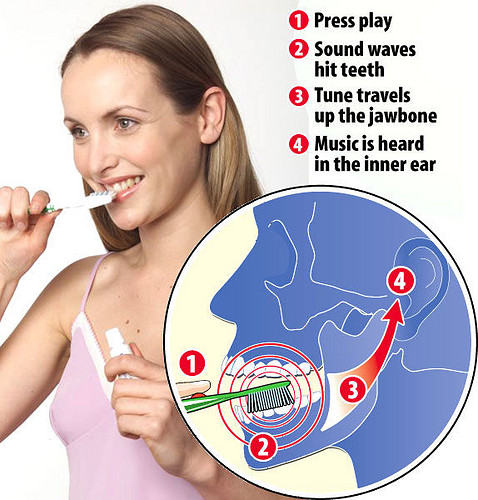 1 Press play
2 Sound waves
hit teeth
3 Tune travels
up the jawbone
4 Music is heard
in the inner ear
4
1
3
2